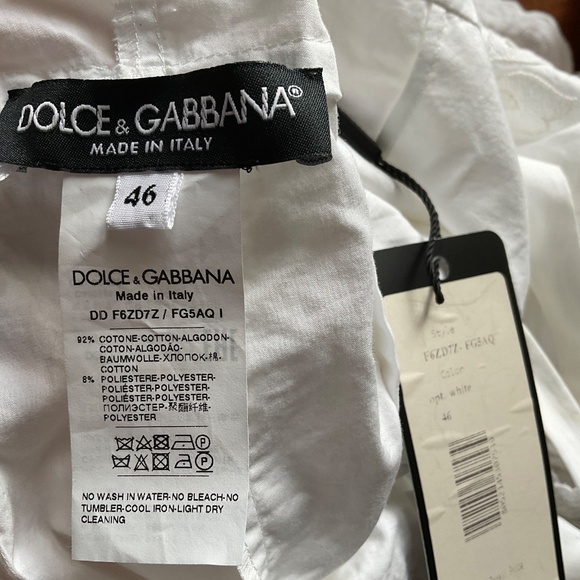 DOLCE & GABBANA®
MADE IN ITALY
46
DOLCE & GABBANA
Made in Italy
DD F6ZD7Z / FG5AQ I
92% COTONE-COTTON-ALGODON-
COTON-ALGODÃO-
BAUMWOLLE-ХЛОПОК-棉-
COTTON
8% POLIESTERE-POLYESTER-
POLIÉSTER-POLYESTER-
POLIÉSTER-POLYESTER-
ПОЛИЭСТЕР-聚酯纤维-
POLYESTER
NO WASH IN WATER-NO BLEACH-NO
TUMBLER-COOL IRON-LIGHT DRY
CLEANING
Style
F6ZD7Z- FG5AQ
Color
opt. white
46